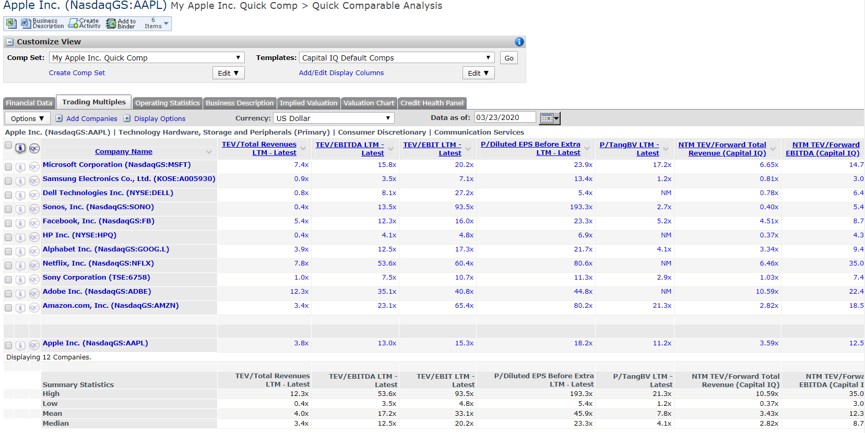 Apple Inc. (NasdaqGS:AAPL) My Apple Inc. Quick Comp > Quick Comparable Analysis
Business Description Create Activity Add to Binder 6 Items
Customize View
Comp Set: My Apple Inc. Quick Comp Templates: Capital IQ Default Comps Go
Create Comp Set Edit Add/Edit Display Columns Edit
Financial Data Trading Multiples Operating Statistics Business Description Implied Valuation Valuation Chart Credit Health Panel
Options Add Companies Display Options Currency: US Dollar Data as of: 03/23/2020
Apple Inc. (NasdaqGS:AAPL) | Technology Hardware, Storage and Peripherals (Primary) | Consumer Discretionary | Communication Services
Company Name TEV/Total Revenues LTM - Latest TEV/EBITDA LTM - Latest TEV/EBIT LTM - Latest P/Diluted EPS Before Extra LTM - Latest P/TangBV LTM - Latest NTM TEV/Forward Total Revenue (Capital IQ) NTM TEV/Forward EBITDA (Capital IQ)
Microsoft Corporation (NasdaqGS:MSFT) 7.4x 15.8x 20.2x 23.9x 17.2x 6.65x 14.7
Samsung Electronics Co., Ltd. (KOSE:A005930) 0.9x 3.5x 7.1x 13.4x 1.2x 0.81x 3.0
Dell Technologies Inc. (NYSE:DELL) 0.8x 8.1x 27.2x 5.4x NM 0.78x 6.4
Sonos, Inc. (NasdaqGS:SONO) 0.4x 13.5x 93.5x 193.3x 2.7x 0.40x 5.4
Facebook, Inc. (NasdaqGS:FB) 5.4x 12.3x 16.0x 23.3x 5.2x 4.51x 8.7
HP Inc. (NYSE:HPQ) 0.4x 4.1x 4.8x 6.9x NM 0.37x 4.3
Alphabet Inc. (NasdaqGS:GOOG.L) 3.9x 12.5x 17.3x 21.7x 4.1x 3.34x 9.4
Netflix, Inc. (NasdaqGS:NFLX) 7.8x 53.6x 60.4x 80.6x NM 6.46x 35.0
Sony Corporation (TSE:6758) 1.0x 7.5x 10.7x 11.3x 2.9x 1.03x 7.4
Adobe Inc. (NasdaqGS:ADBE) 12.3x 35.1x 40.8x 44.8x NM 10.59x 22.4
Amazon.com, Inc. (NasdaqGS:AMZN) 3.4x 23.1x 65.4x 80.2x 21.3x 2.82x 18.5
Apple Inc. (NasdaqGS:AAPL) 3.8x 13.0x 15.3x 18.2x 11.2x 3.59x 12.5
Displaying 12 Companies.
Summary Statistics TEV/Total Revenues LTM - Latest TEV/EBITDA LTM - Latest TEV/EBIT LTM - Latest P/Diluted EPS Before Extra LTM - Latest P/TangBV LTM - Latest NTM TEV/Forward Total Revenue (Capital IQ) NTM TEV/Forwa EBITDA (Capital I
High 12.3x 53.6x 93.5x 193.3x 21.3x 10.59x 35.0
Low 0.4x 3.5x 4.8x 5.4x 1.2x 0.37x 3.0
Mean 4.0x 17.2x 33.1x 45.9x 7.8x 3.43x 12.3
Median 3.4x 12.5x 20.2x 23.3x 4.1x 2.82x 8.7